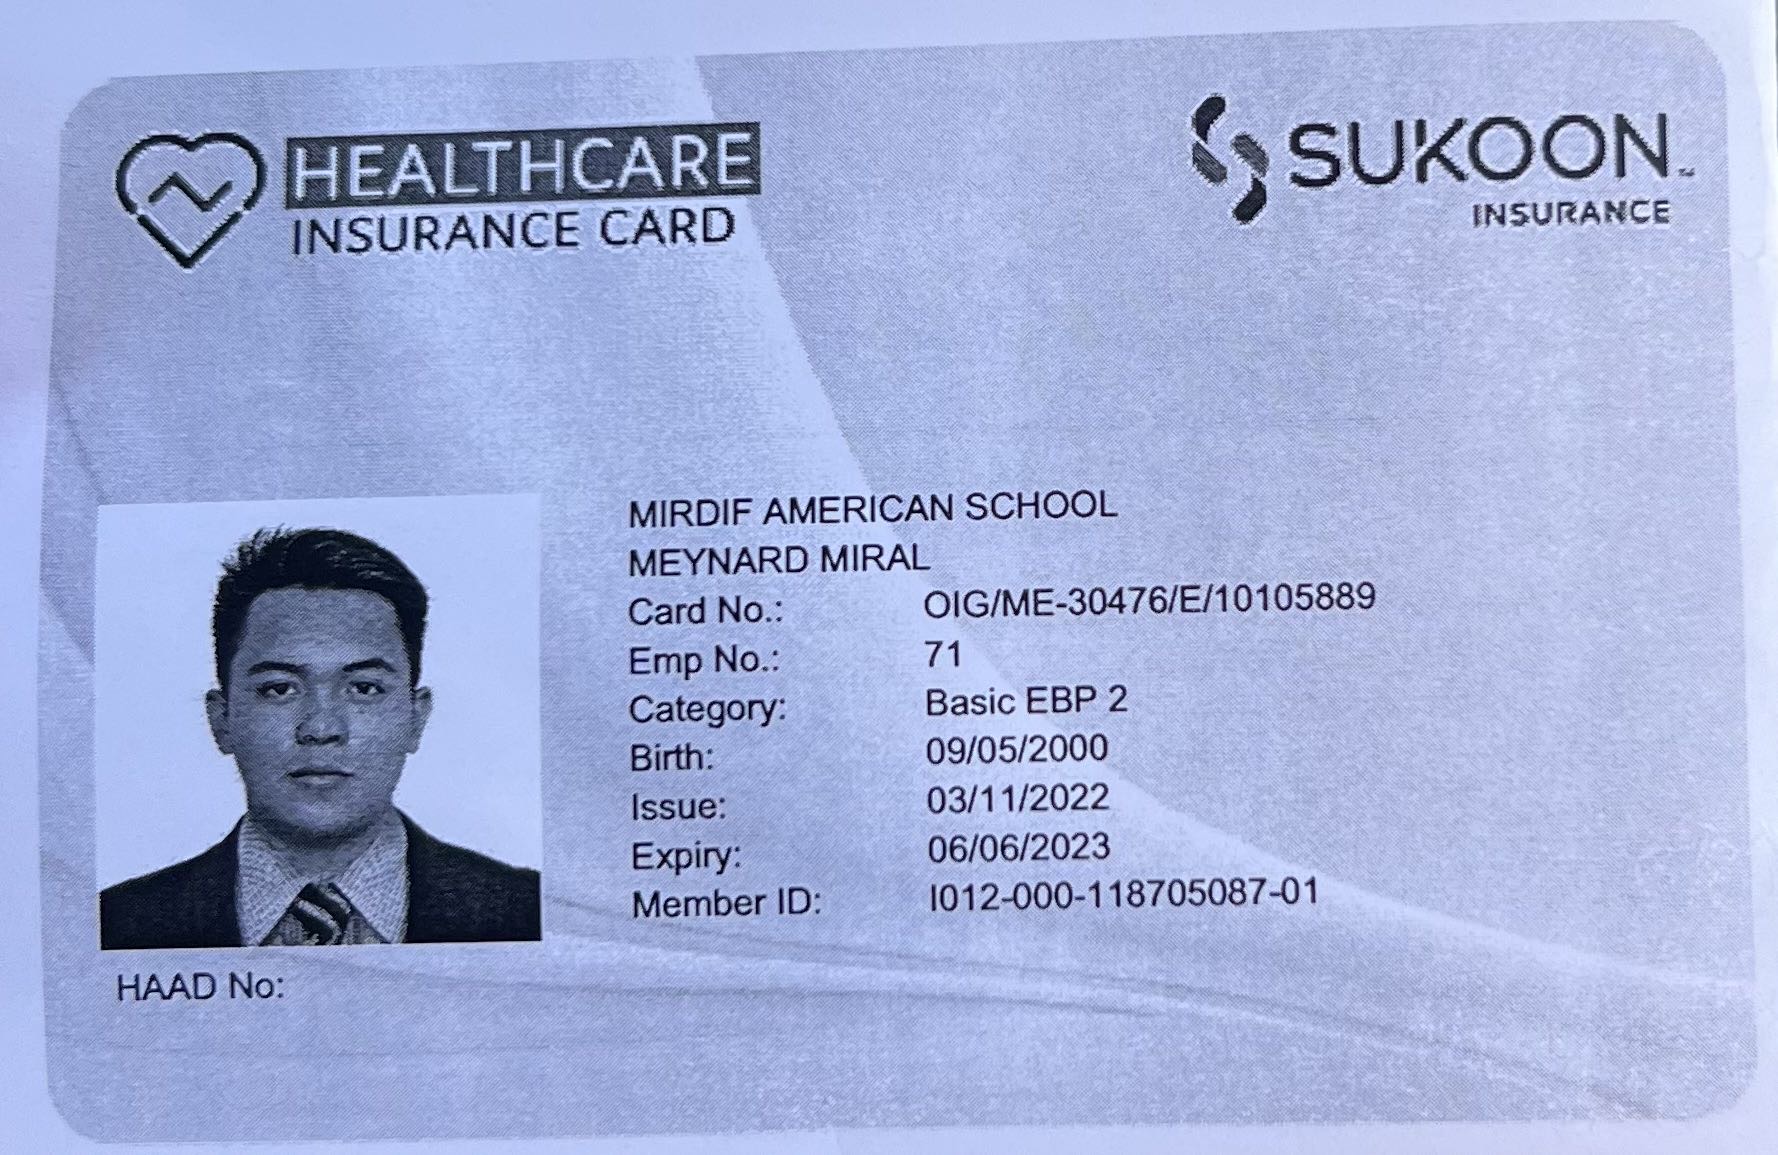 HEALTHCARE
INSURANCE CARD
SUKOON™
INSURANCE
MIRDIF AMERICAN SCHOOL
MEYNARD MIRAL
Card No.: OIG/ME-30476/E/10105889
Emp No.: 71
Category: Basic EBP 2
Birth: 09/05/2000
Issue: 03/11/2022
Expiry: 06/06/2023
Member ID: I012-000-118705087-01
HAAD No: